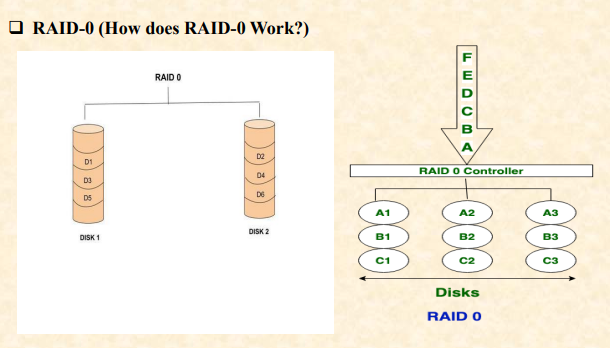 RAID-0 (How does RAID-0 Work?)
RAID 0
D1
D3
D5
DISK 1
D2
D4
D6
DISK 2
F
E
D
C
B
A
RAID 0 Controller
A1 A2 A3
B1 B2 B3
C1 C2 C3
Disks
RAID 0